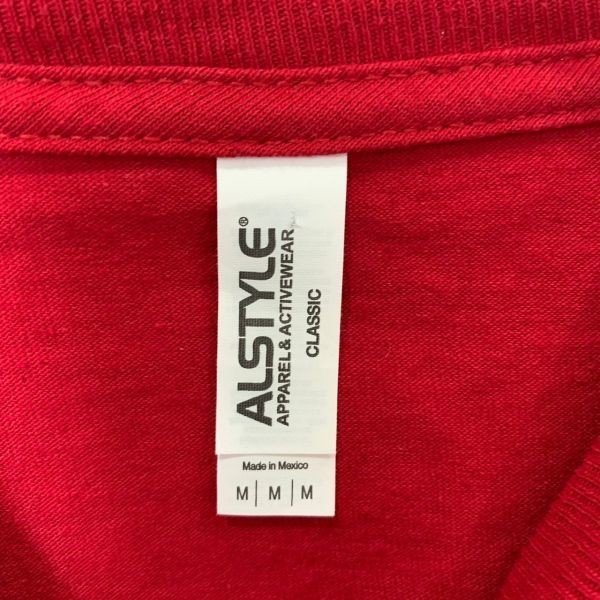 ALSTYLE®
APPAREL & ACTIVEWEAR
CLASSIC
Made in Mexico
M | M | M